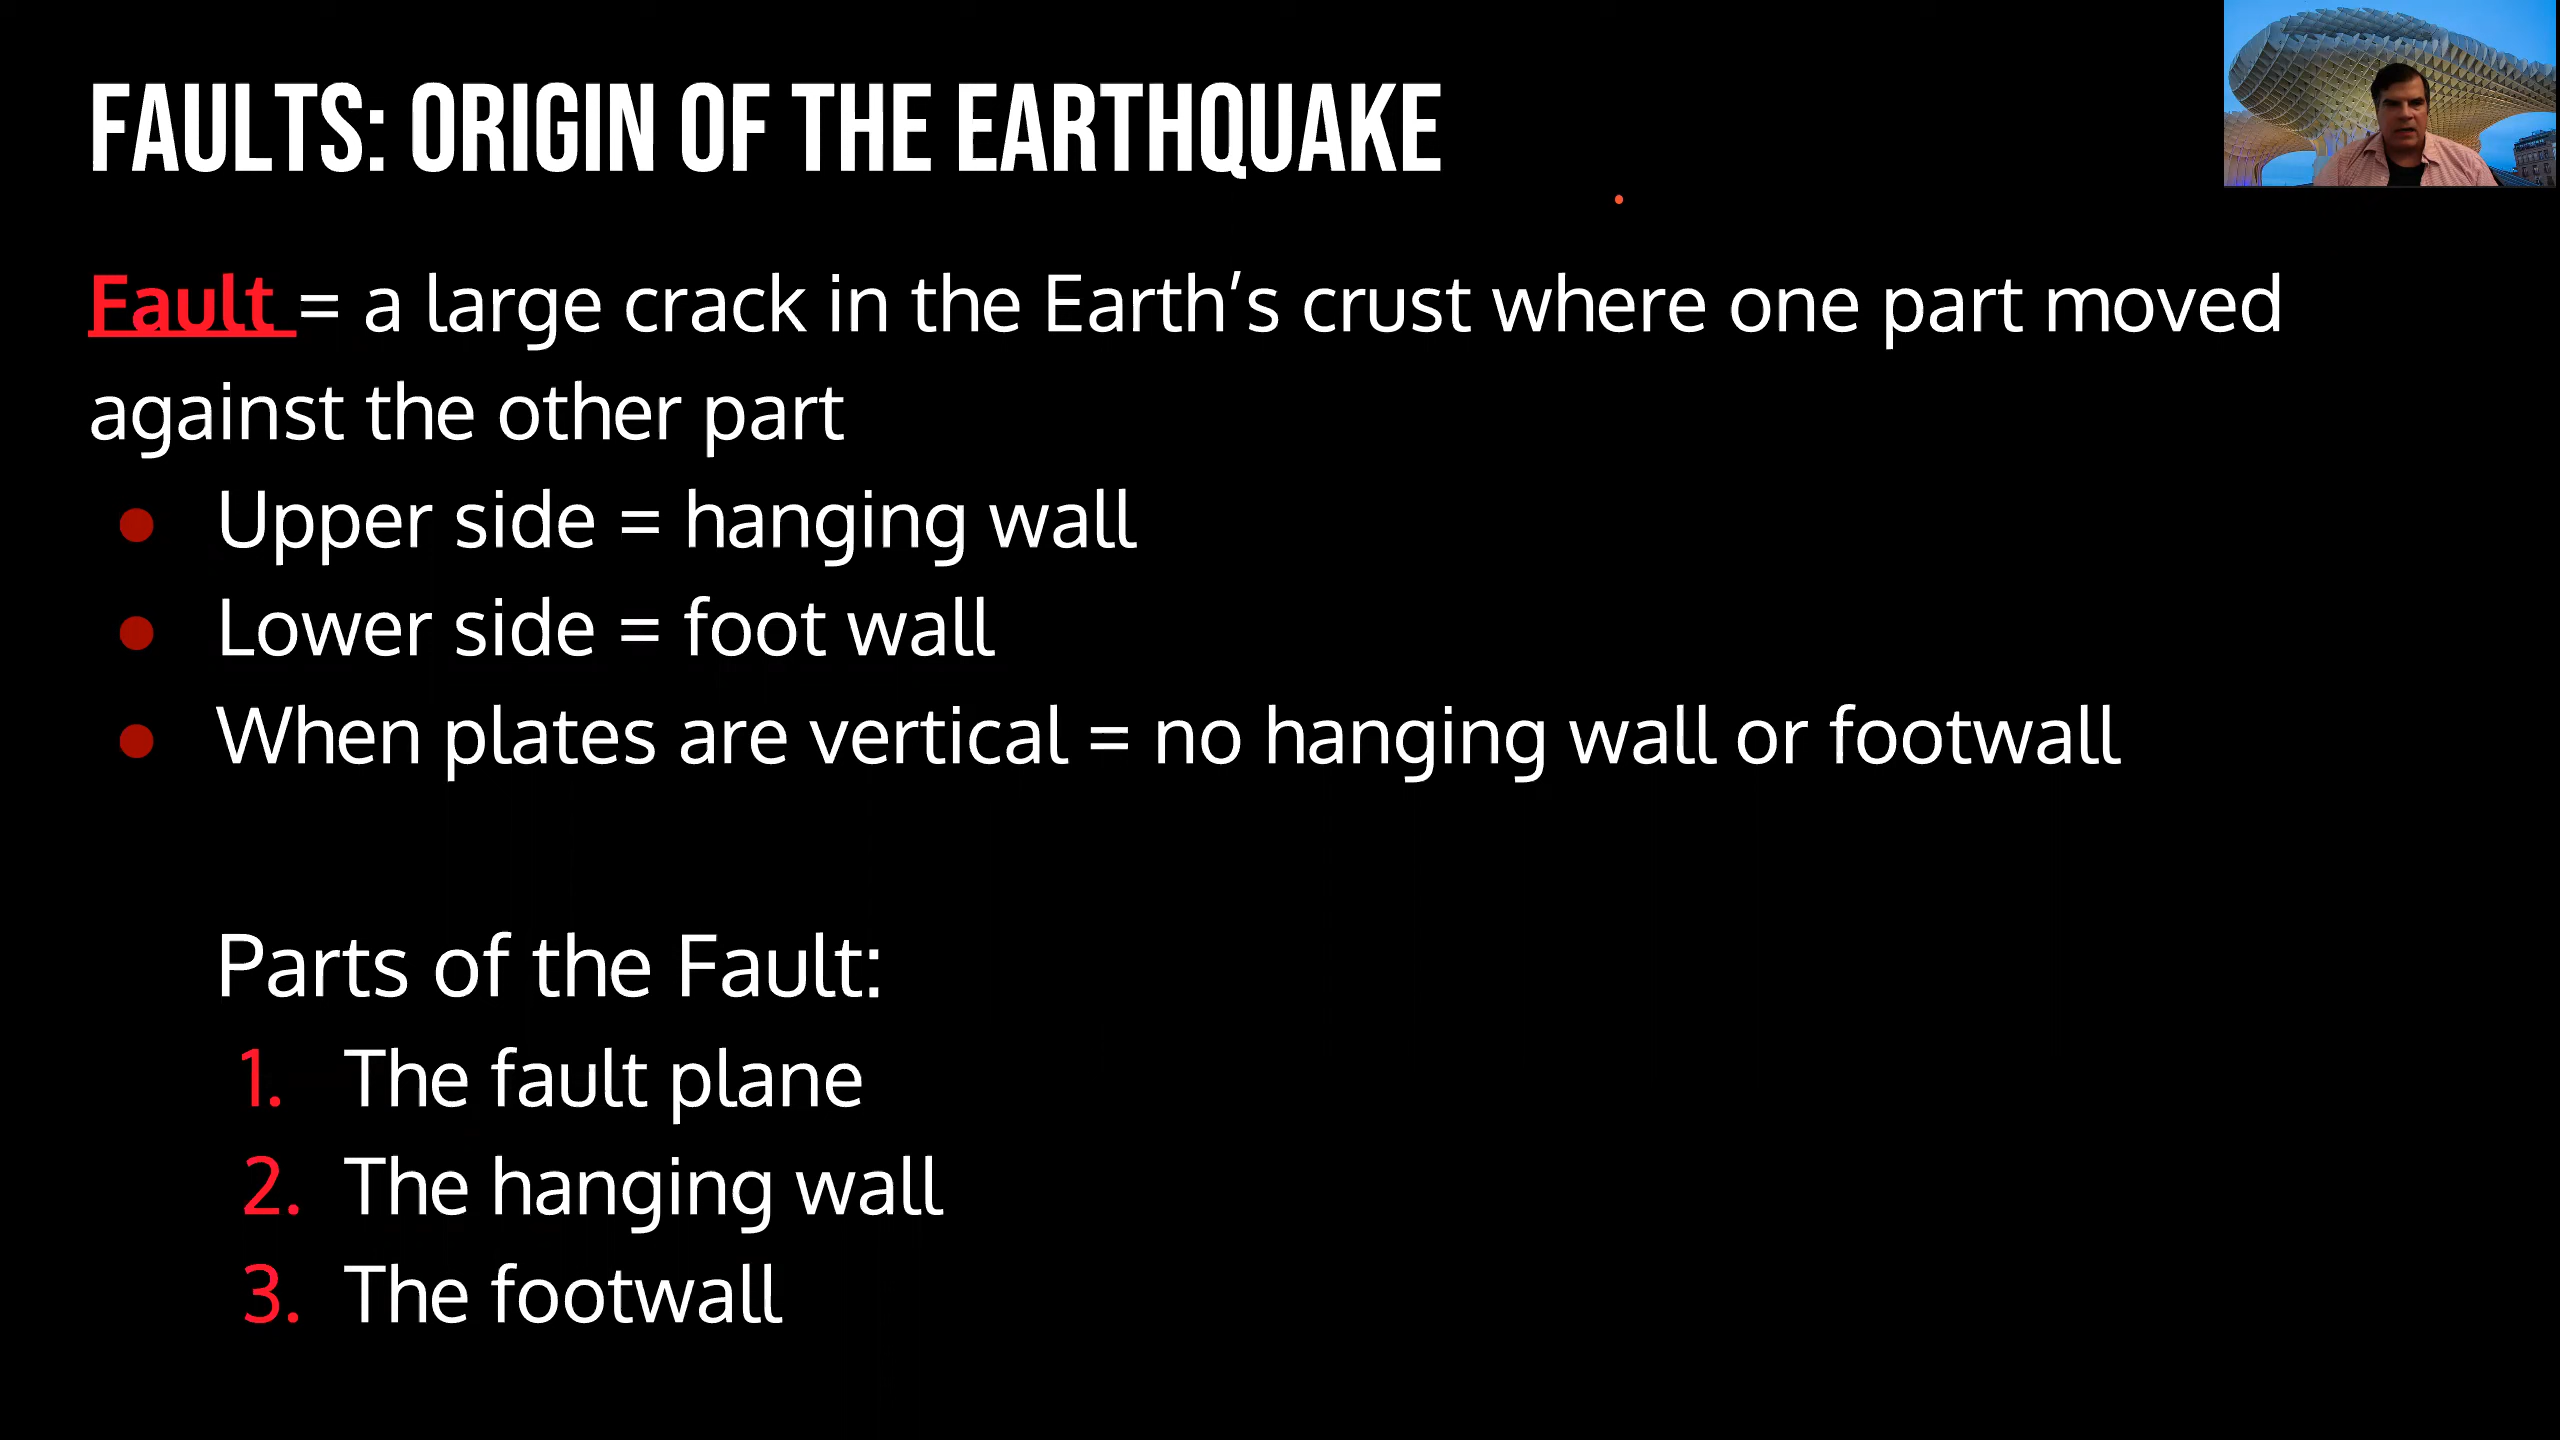 FAULTS: ORIGIN OF THE EARTHQUAKE
Fault = a large crack in the Earth’s crust where one part moved
against the other part
● Upper side = hanging wall
● Lower side = foot wall
● When plates are vertical = no hanging wall or footwall
Parts of the Fault:
1. The fault plane
2. The hanging wall
3. The footwall